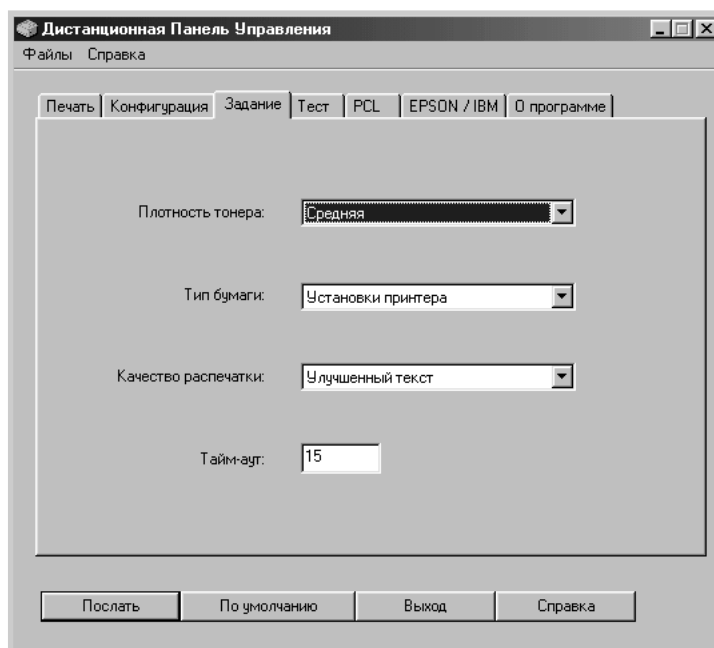 Дистанционная Панель Управления
Файлы Справка
Печать Конфигурация Задание Тест PCL EPSON / IBM О программе
Плотность тонера: Средняя
Тип бумаги: Установки принтера
Качество распечатки: Улучшенный текст
Тайм-аут: 15
Послать По умолчанию Выход Справка